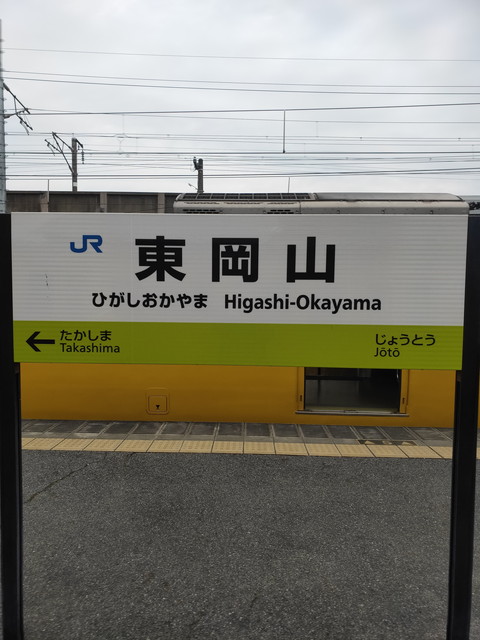 JR 東岡山
ひがしおかやま Higashi-Okayama
← たかしま じょうとう
Takashima Jōtō